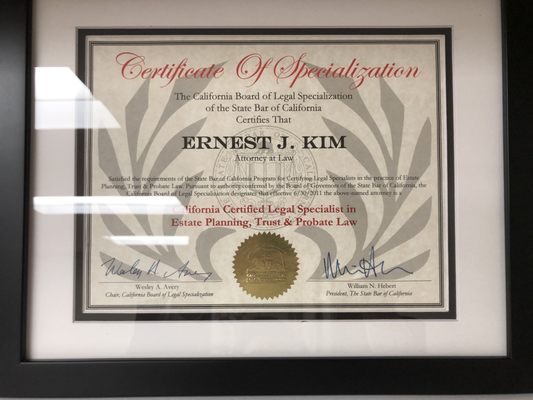 Certificate Of Specialization
The California Board of Legal Specialization
of the State Bar of California
Certifies That
ERNEST J. KIM
Attorney at Law
Satisfied the requirements of the State Bar of California Program for Certifying Legal Specialists in the practice of Estate
Planning, Trust & Probate Law. Pursuant to authority conferred by the Board of Governors of the State Bar of California, the
California Board of Legal Specialization designates that effective 6/30/2011 the above-named attorney is a
California Certified Legal Specialist in
Estate Planning, Trust & Probate Law
Wesley A. Avery
Wesley A. Avery
Chair, California Board of Legal Specialization
William N. Hebert
President, The State Bar of California